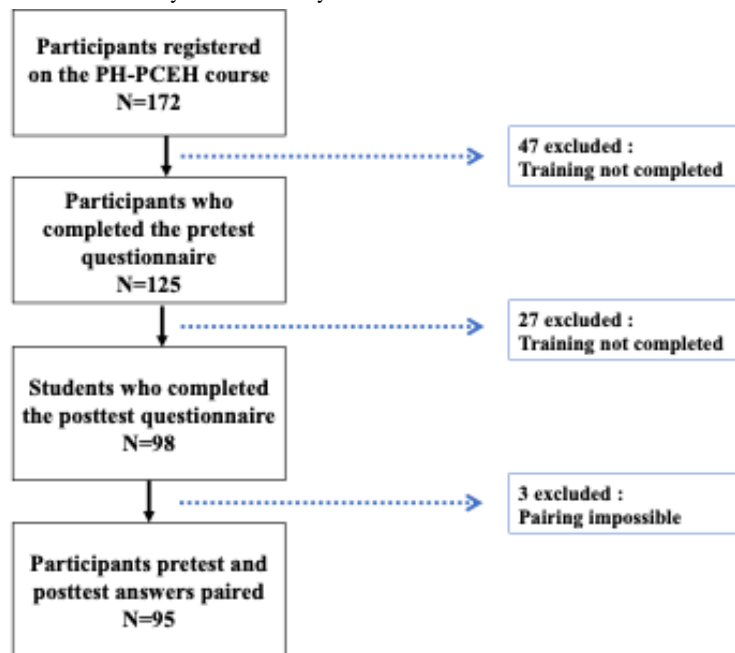 Participants registered
on the PH-PCEH course
N=172
47 excluded :
Training not completed
Participants who
completed the pretest
questionnaire
N=125
27 excluded :
Training not completed
Students who completed
the posttest questionnaire
N=98
3 excluded :
Pairing impossible
Participants pretest and
posttest answers paired
N=95